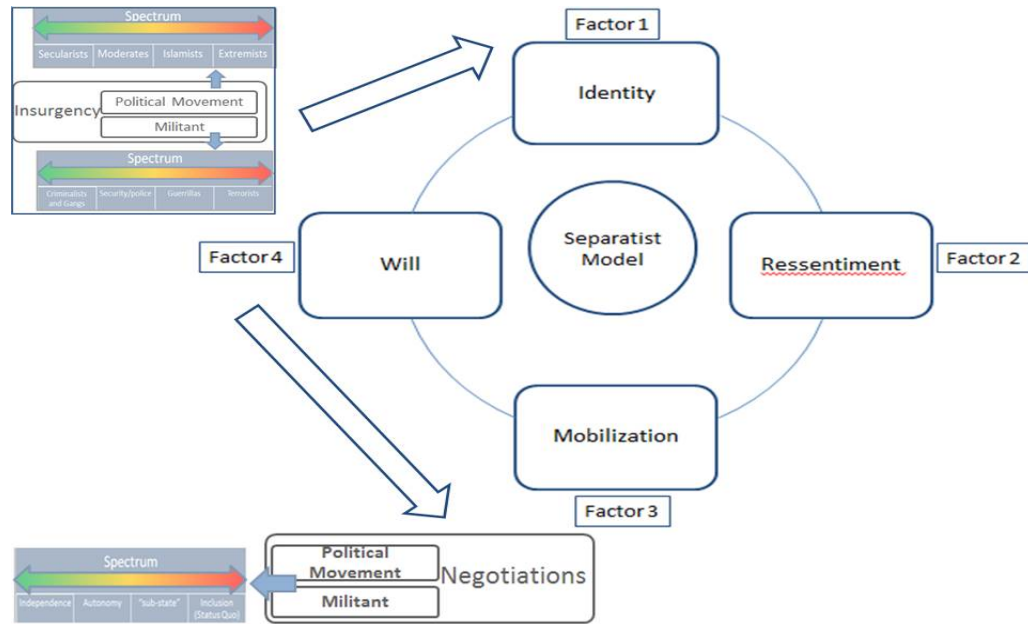 Spectrum
Secularists Moderates Islamists Extremists
Insurgency
Political Movement
Militant
Spectrum
Criminalists
and Gangs
Security/police
Guerrillas
Terrorists
Factor 1
Identity
Separatist
Model
Factor 4
Will
Ressentiment
Factor 2
Mobilization
Factor 3
Spectrum
Independence
Autonomy
"sub-state"
Inclusion
(Status Quo)
Political
Movement
Militant
Negotiations